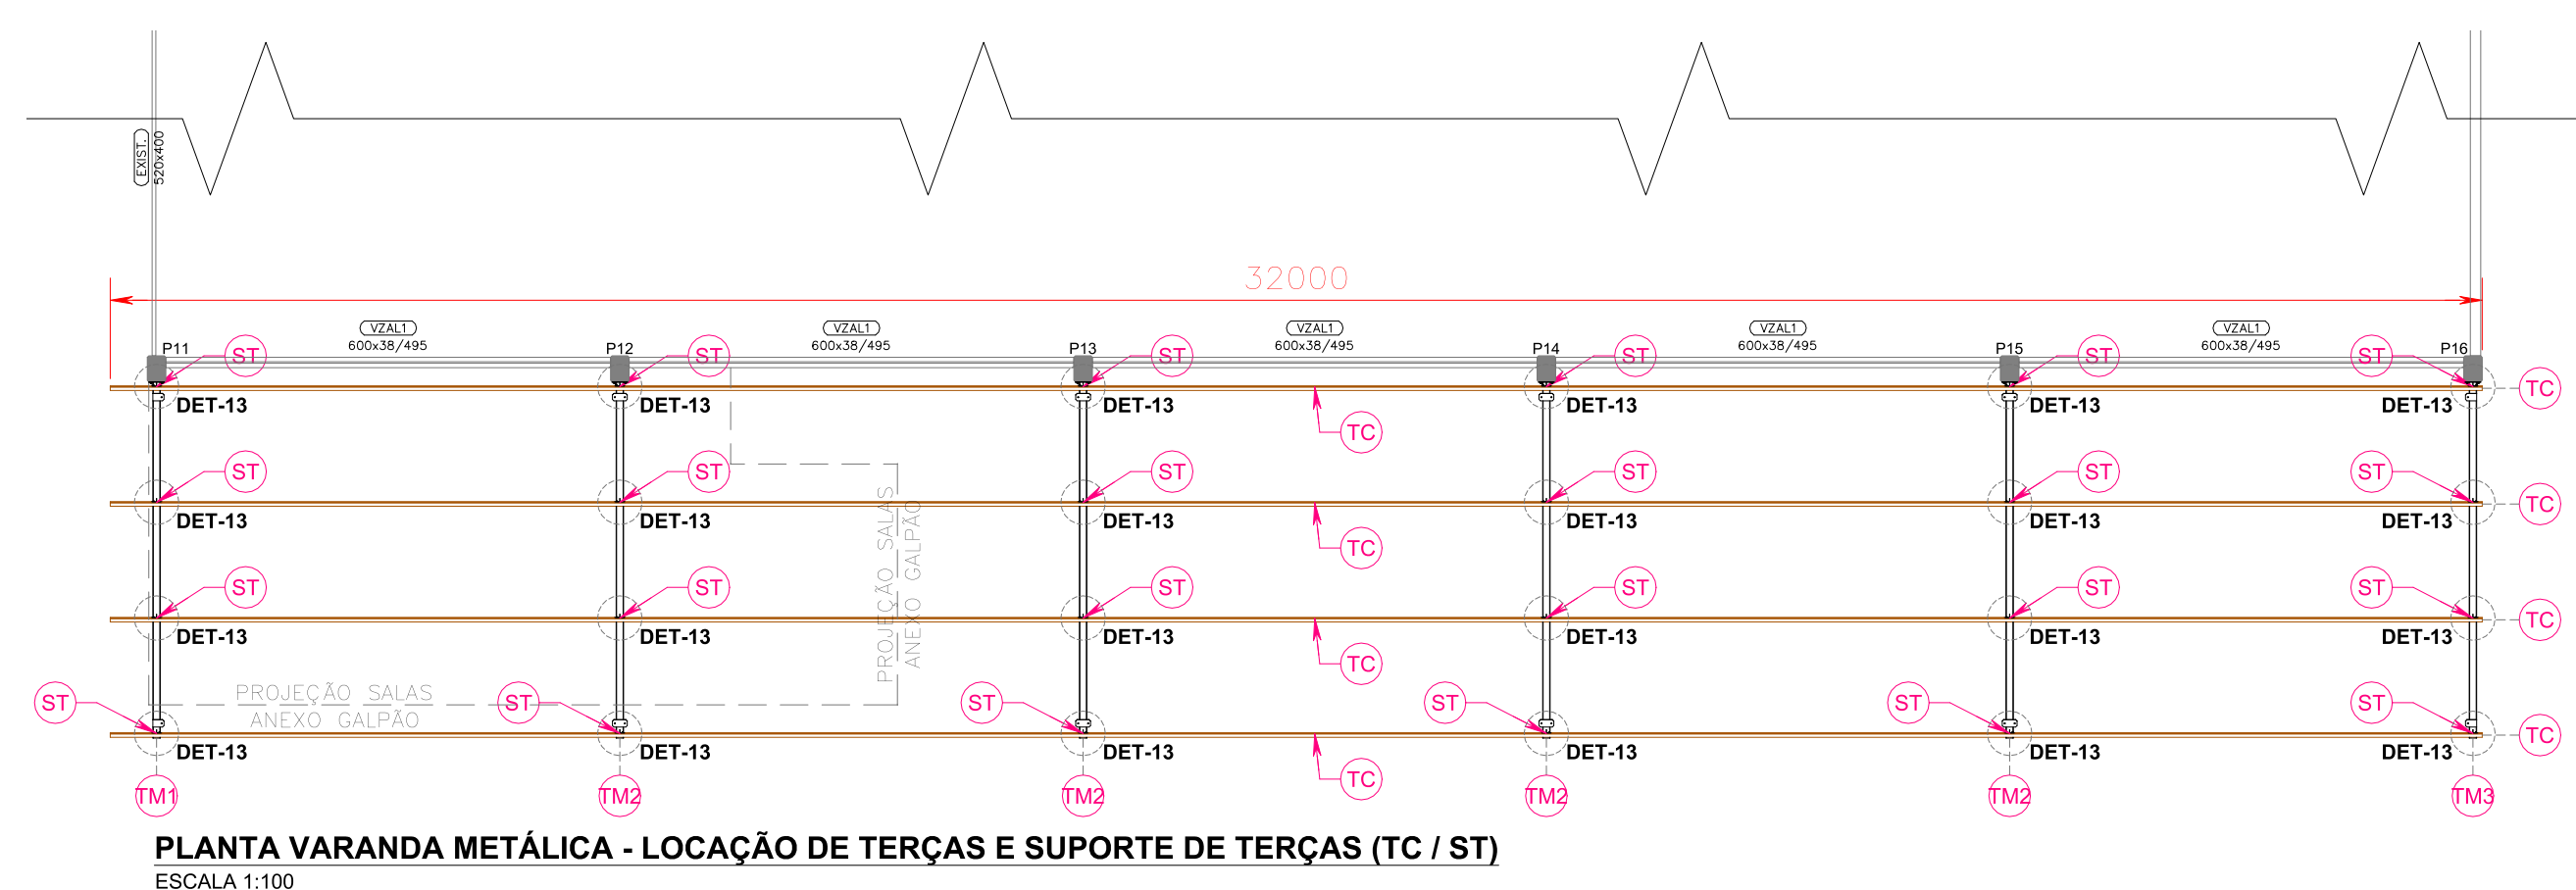 EXIST.
520x400
32000
VZAL1 VZAL1 VZAL1 VZAL1 VZAL1
600x38/495 600x38/495 600x38/495 600x38/495 600x38/495
P11 P12 P13 P14 P15 P16
ST ST ST ST ST ST
TC
DET-13 DET-13 DET-13 DET-13 DET-13 DET-13
TC
ST ST ST ST ST ST
TC
DET-13 DET-13 DET-13 DET-13 DET-13 DET-13
TC
PROJEÇÃO SALAS
ANEXO GALPÃO
ST ST ST ST ST ST
TC
DET-13 DET-13 DET-13 DET-13 DET-13 DET-13
TC
PROJEÇÃO SALAS
ANEXO GALPÃO
ST ST ST ST ST ST
TC
DET-13 DET-13 DET-13 DET-13 DET-13 DET-13
TC
TM1 TM2 TM2 TM2 TM2 TM3
PLANTA VARANDA METÁLICA - LOCAÇÃO DE TERÇAS E SUPORTE DE TERÇAS (TC / ST)
ESCALA 1:100